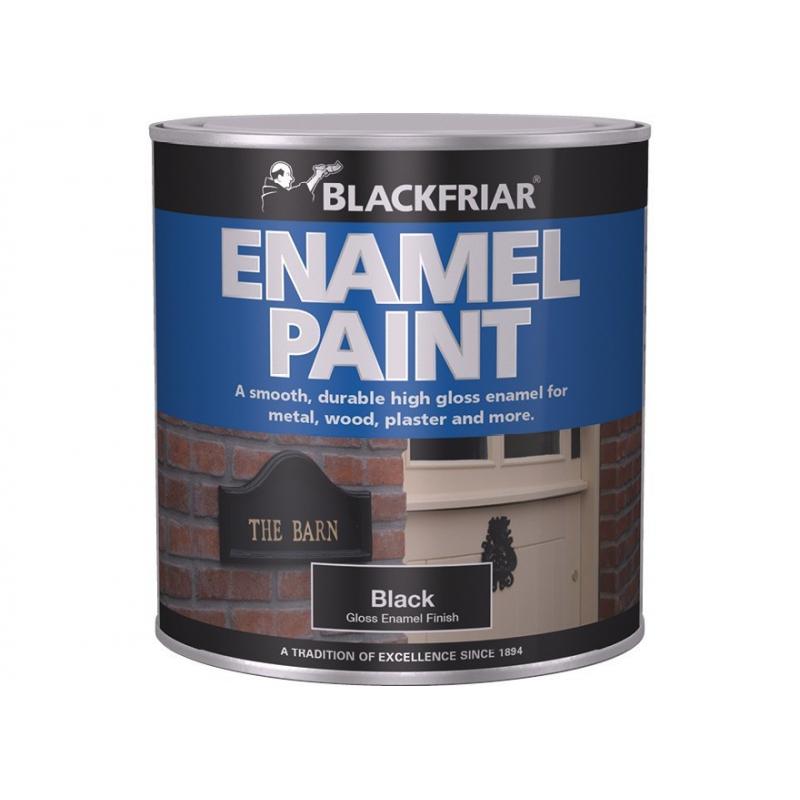 BLACKFRIAR®
ENAMEL
PAINT
A smooth, durable high gloss enamel for
metal, wood, plaster and more.
THE BARN
Black
Gloss Enamel Finish
A TRADITION OF EXCELLENCE SINCE 1894